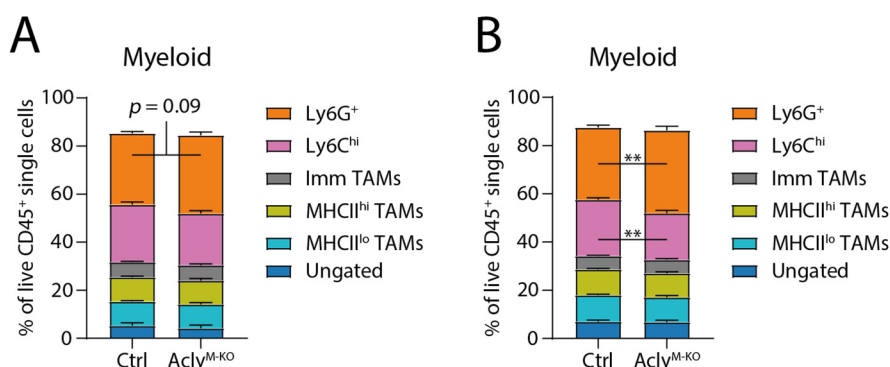 A
Myeloid
% of live CD45⁺ single cells
100
80
60
40
20
0
p = 0.09
Ctrl
Acly^M-KO
Ly6G⁺
Ly6C^hi
Imm TAMs
MHCII^hi TAMs
MHCII^lo TAMs
Ungated
B
Myeloid
% of live CD45⁺ single cells
100
80
60
40
20
0
**
**
Ctrl
Acly^M-KO
Ly6G⁺
Ly6C^hi
Imm TAMs
MHCII^hi TAMs
MHCII^lo TAMs
Ungated